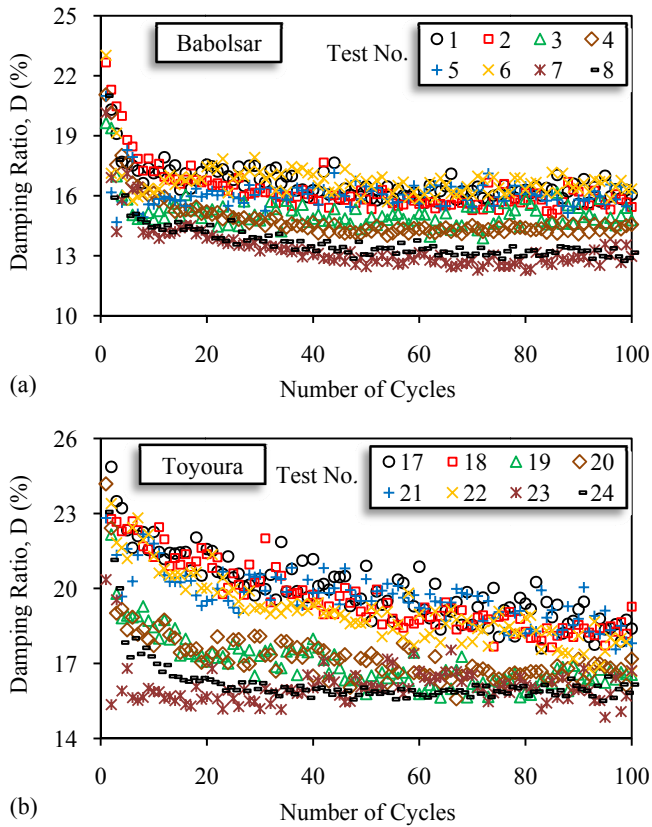 25
22
19
16
13
10
Damping Ratio, D (%)
Babolsar
Test No.
1 2 3 4
5 6 7 8
0 20 40 60 80 100
Number of Cycles
(a)
26
23
20
17
14
Damping Ratio, D (%)
Toyoura
Test No.
17 18 19 20
21 22 23 24
0 20 40 60 80 100
Number of Cycles
(b)